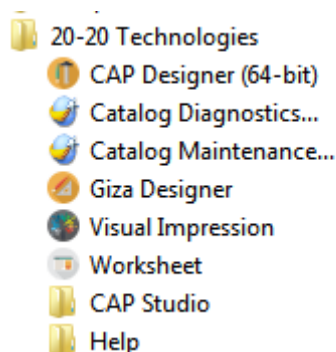 20-20 Technologies
CAP Designer (64-bit)
Catalog Diagnostics...
Catalog Maintenance...
Giza Designer
Visual Impression
Worksheet
CAP Studio
Help